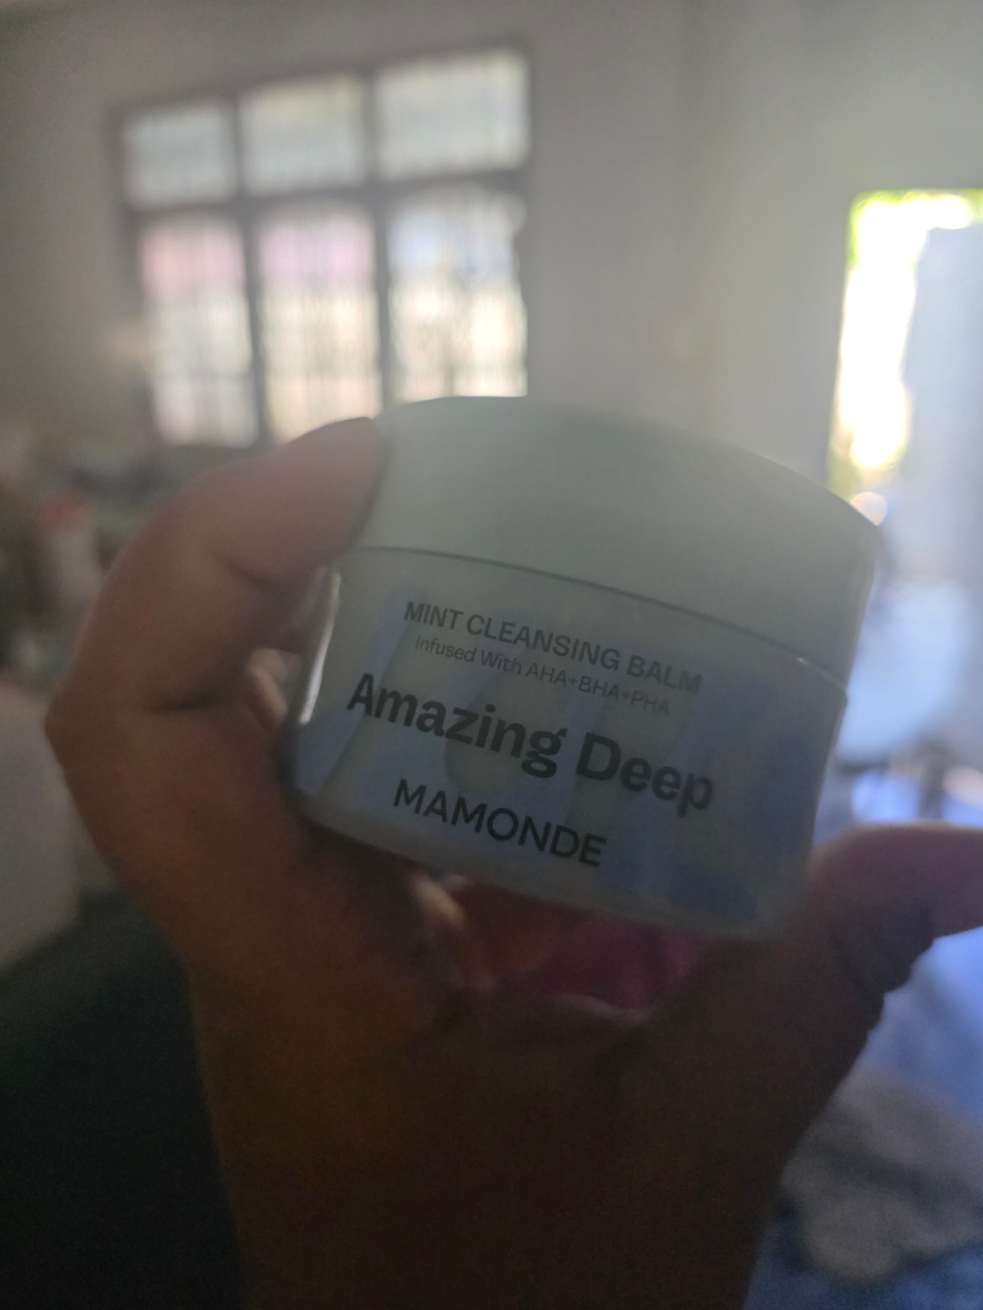 MINT CLEANSING BALM
Infused With AHA+BHA+PHA
Amazing Deep
MAMONDE